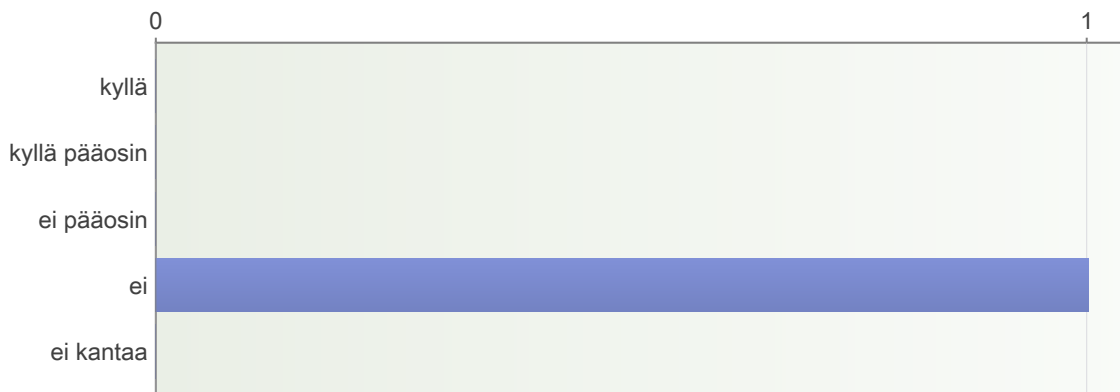 0 1
kyllä
kyllä pääosin
ei pääosin
ei
ei kantaa